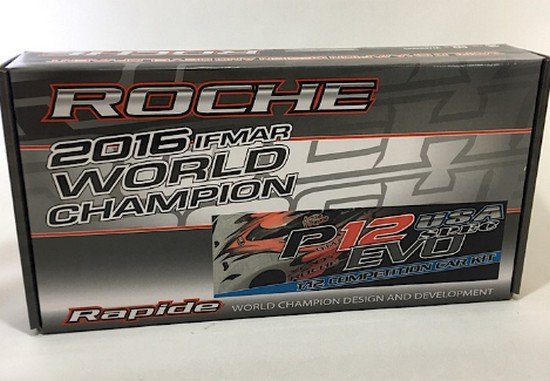 ROCHE
2016 IFMAR
WORLD
CHAMPION
P12 USA
SPEC
EVO
1/12 COMPETITION CAR KIT
Rapide
WORLD CHAMPION DESIGN AND DEVELOPMENT